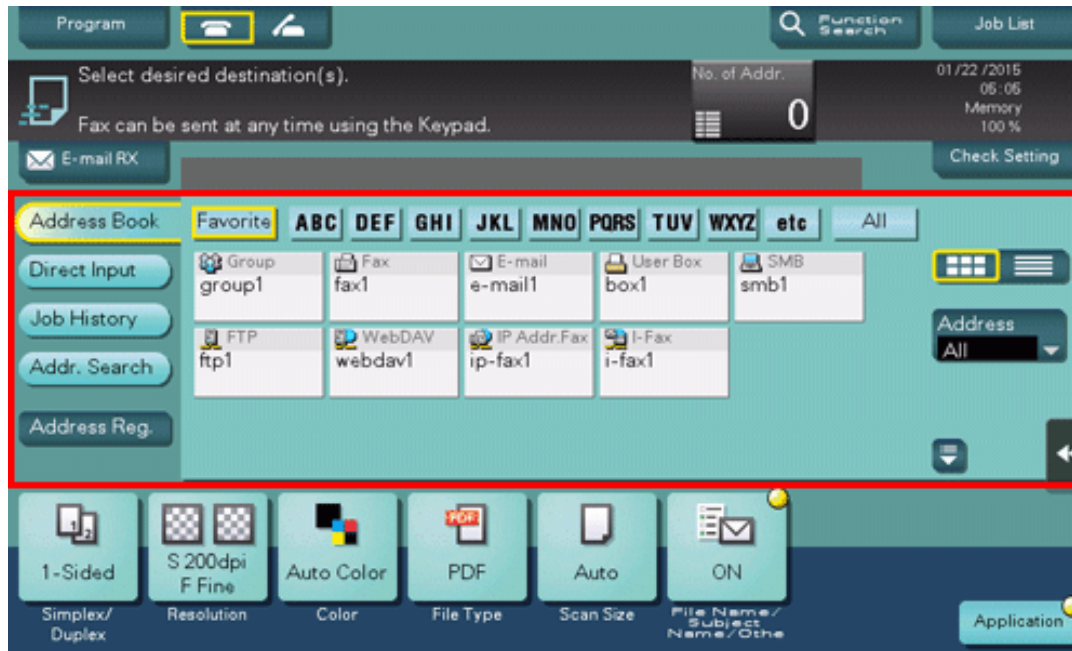 Program
Function
Search
Job List
Select desired destination(s).
No. of Addr.
0
01/22/2015
05:05
Memory
100 %
Fax can be sent at any time using the Keypad.
E-mail RX
Check Setting
Address Book
Favorite ABC DEF GHI JKL MNO PQRS TUV WXYZ etc All
Direct Input
Job History
Addr. Search
Address Reg.
Group
group1
Fax
fax1
E-mail
e-mail1
User Box
box1
SMB
smb1
FTP
ftp1
WebDAV
webdav1
IP Addr.Fax
ip-fax1
I-Fax
i-fax1
Address
All
1 2
1-Sided
Simplex/
Duplex
S 200dpi
F Fine
Resolution
Auto Color
Color
PDF
PDF
File Type
Auto
Scan Size
ON
File Name/
Subject
Name/Othe
Application